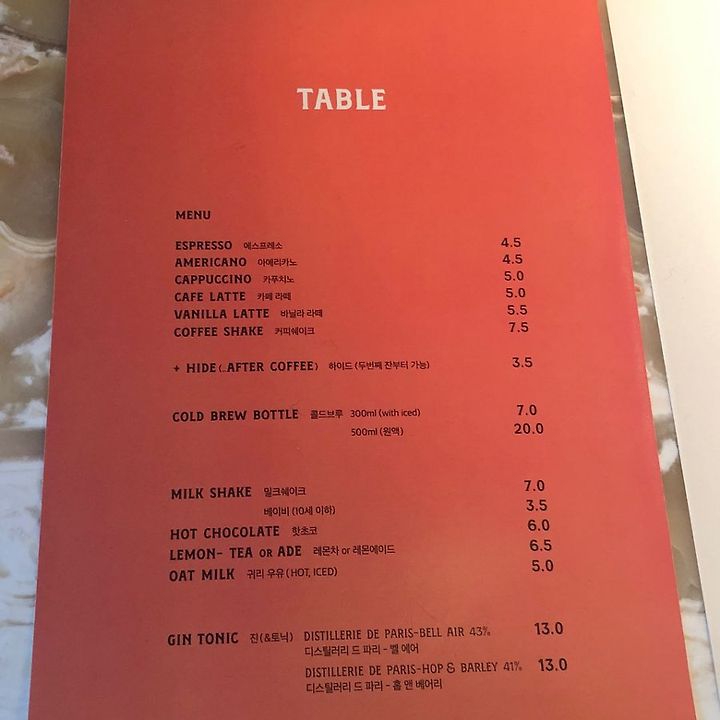 TABLE
MENU
ESPRESSO 에스프레소 4.5
AMERICANO 아메리카노 4.5
CAPPUCCINO 카푸치노 5.0
CAFE LATTE 카페 라떼 5.0
VANILLA LATTE 바닐라 라떼 5.5
COFFEE SHAKE 커피쉐이크 7.5
+ HIDE (_AFTER COFFEE) 하이드 (두번째 잔부터 가능) 3.5
COLD BREW BOTTLE 콜드브루 300ml (with iced) 7.0
500ml (원액) 20.0
MILK SHAKE 밀크쉐이크 7.0
베이비 (10세 이하) 3.5
HOT CHOCOLATE 핫초코 6.0
LEMON- TEA OR ADE 레몬차 or 레몬에이드 6.5
OAT MILK 귀리 우유 (HOT, ICED) 5.0
GIN TONIC 진(&토닉) DISTILLERIE DE PARIS-BELL AIR 43% 13.0
디스틸러리 드 파리 - 벨 에어
DISTILLERIE DE PARIS-HOP & BARLEY 41% 13.0
디스틸러리 드 파리 - 홉 앤 베어리